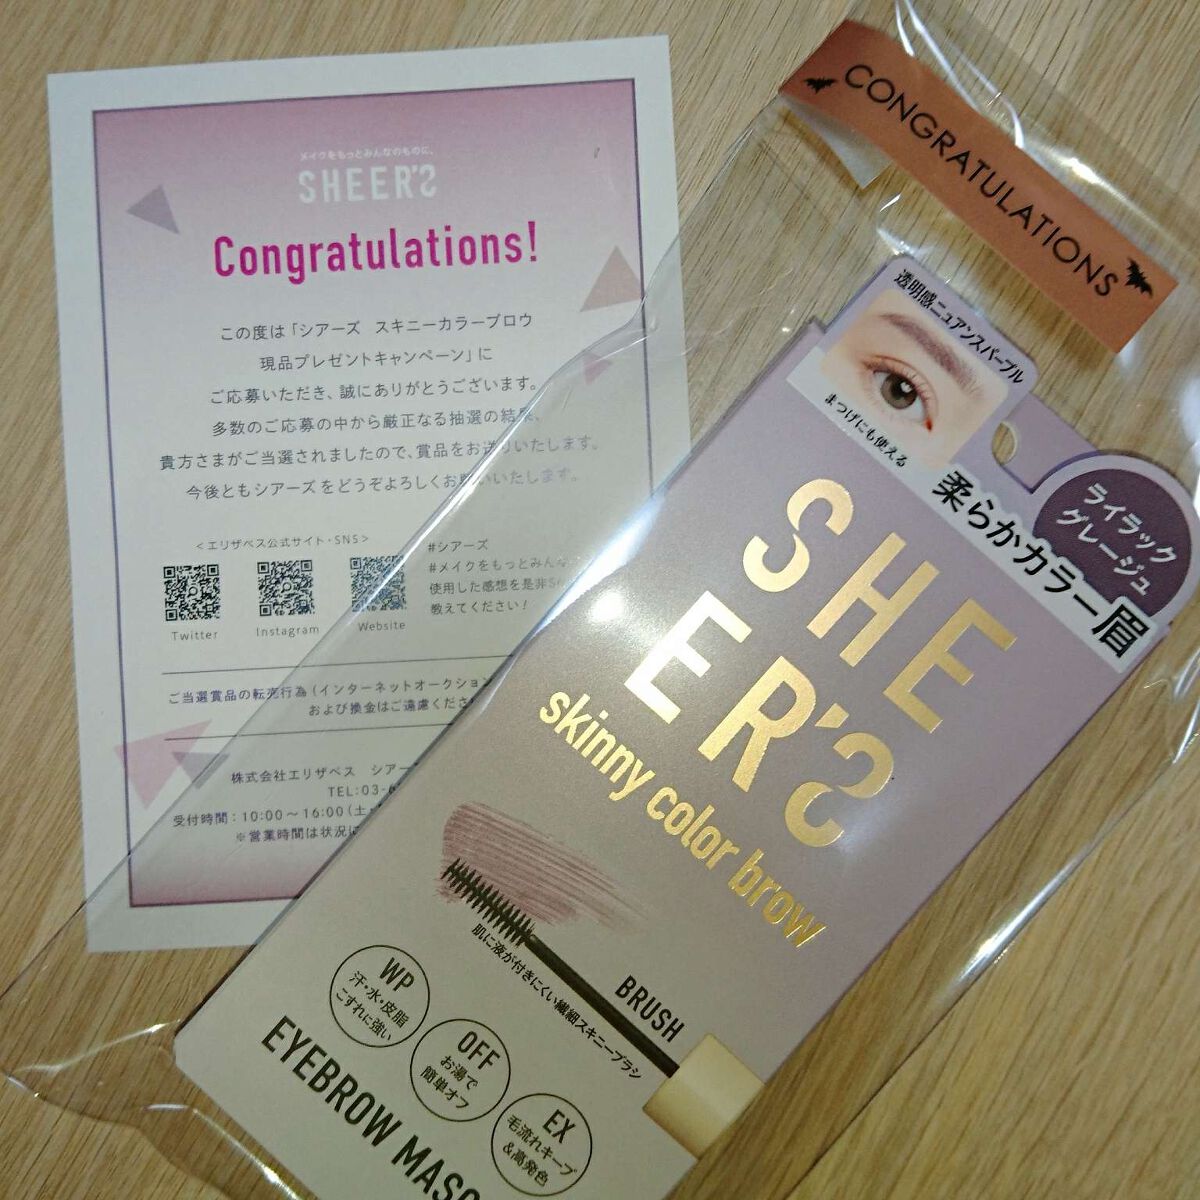 メイクをもっとみんなのものに。
SHEER'S
Congratulations!
この度は「シアーズ スキニーカラーブロウ
現品プレゼントキャンペーン」に
ご応募いただき、誠にありがとうございます。
多数のご応募の中から厳正なる抽選の結果、
貴方さまがご当選されましたので、賞品をお送りいたします。
今後ともシアーズをどうぞよろしくお願いいたします。
<エリザベス公式サイト・SNS>
Twitter
Instagram
Website
#シアーズ
#メイクをもっとみんな
使用した感想を是非
教えてください!
ご当選賞品の転売行為(インターネットオークション
および換金はご遠慮くださ
株式会社エリザベス シアー
TEL:03-6
受付時間:10:00~16:00(土・
※営業時間は状況に
CONGRATULATIONS
透明感ニュアンスパープル
まつげにも使える
柔らかカラー眉
ライラック
グレージュ
SHE
ER'S
skinny color brow
BRUSH
肌に液が付きにくい繊細スキニーブラシ
WP
汗・水・皮脂
こすれに強い
OFF
お湯で
簡単オフ
EX
毛流れキープ
&高発色
EYEBROW MASC